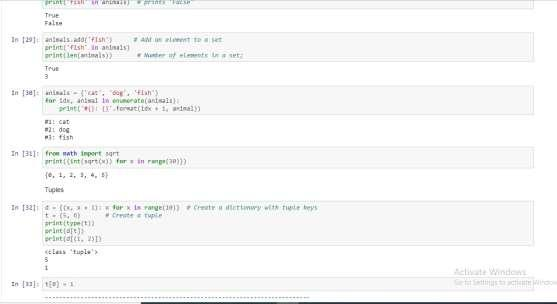 print('fish' in animals)  # prints "False"
True
False
In [29]: animals.add('fish')      # Add an element to a set
print('fish' in animals)
print(len(animals))       # Number of elements in a set;
True
3
In [30]: animals = {'cat', 'dog', 'fish'}
for idx, animal in enumerate(animals):
    print('#{}: {}'.format(idx + 1, animal))
#1: cat
#2: dog
#3: fish
In [31]: from math import sqrt
print({int(sqrt(x)) for x in range(30)})
{0, 1, 2, 3, 4, 5}
Tuples
In [32]: d = {(x, x + 1): x for x in range(10)}  # Create a dictionary with tuple keys
t = (5, 6)       # Create a tuple
print(type(t))
print(d[t])
print(d[(1, 2)])
<class 'tuple'>
5
1
Activate Windows
Go to Settings to activate Windows
In [33]: t[0] = 1
---------------------------------------------------------------------------